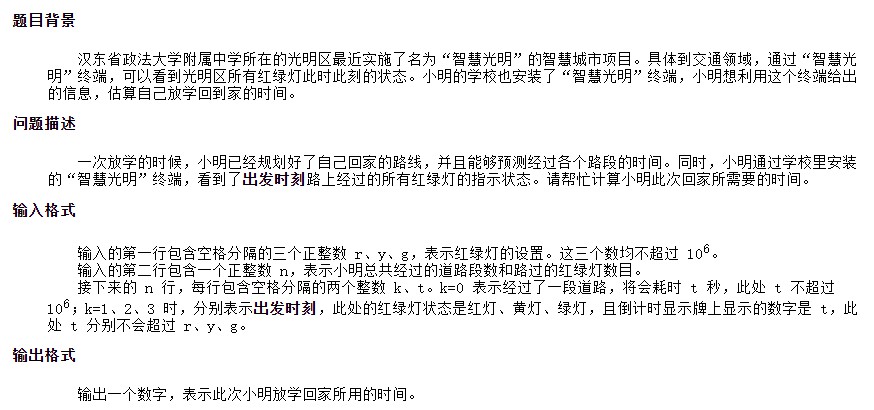 题目背景
汉东省政法大学附属中学所在的光明区最近实施了名为“智慧光明”的智慧城市项目。具体到交通领域，通过“智慧光
明”终端，可以看到光明区所有红绿灯此时此刻的状态。小明的学校也安装了“智慧光明”终端，小明想利用这个终端给出
的信息，估算自己放学回到家的时间。
问题描述
一次放学的时候，小明已经规划好了自己回家的路线，并且能够预测经过各个路段的时间。同时，小明通过学校里安装
的“智慧光明”终端，看到了出发时刻路上经过的所有红绿灯的指示状态。请帮忙计算小明此次回家所需要的时间。
输入格式
输入的第一行包含空格分隔的三个正整数 r、y、g，表示红绿灯的设置。这三个数均不超过 10⁶。
输入的第二行包含一个正整数 n，表示小明总共经过的道路段数和路过的红绿灯数目。
接下来的 n 行，每行包含空格分隔的两个整数 k、t。k=0 表示经过了一段道路，将会耗时 t 秒，此处 t 不超过
10⁶；k=1、2、3 时，分别表示出发时刻，此处的红绿灯状态是红灯、黄灯、绿灯，且倒计时显示牌上显示的数字是 t，此
处 t 分别不会超过 r、y、g。
输出格式
输出一个数字，表示此次小明放学回家所用的时间。